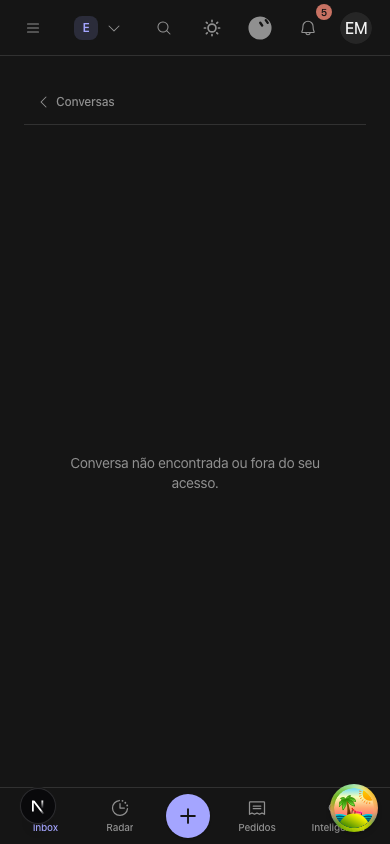 E
5
EM
Conversas
Conversa não encontrada ou fora do seu
acesso.
N
Inbox
Radar
Pedidos